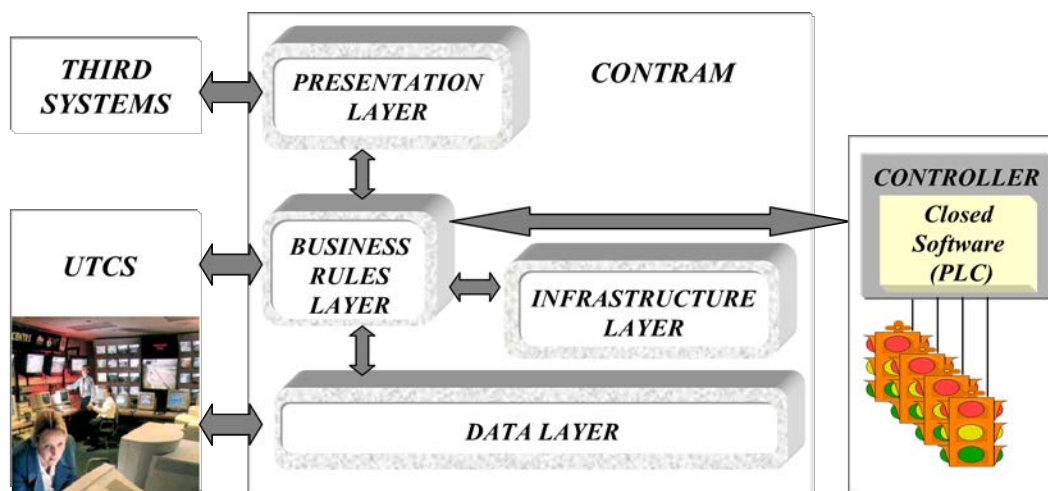 THIRD
SYSTEMS
PRESENTATION
LAYER
CONTRAM
UTCS
BUSINESS
RULES
LAYER
INFRASTRUCTURE
LAYER
DATA LAYER
CONTROLLER
Closed
Software
(PLC)